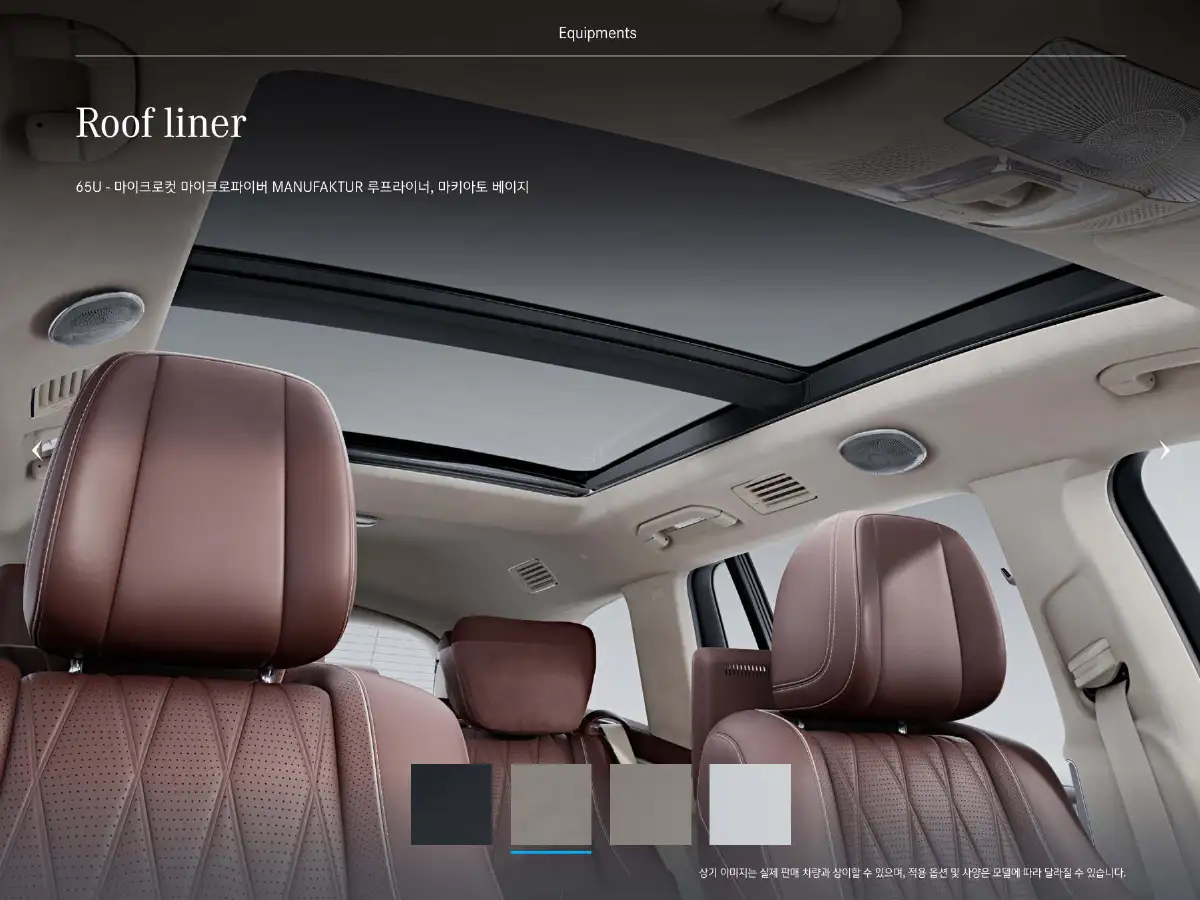 Equipments
Roof liner
65U - 마이크로컷 마이크로파이버 MANUFAKTUR 루프라이너, 마키아토 베이지
상기 이미지는 실제 판매 차량과 상이할 수 있으며, 적용 옵션 및 사양은 모델에 따라 달라질 수 있습니다.